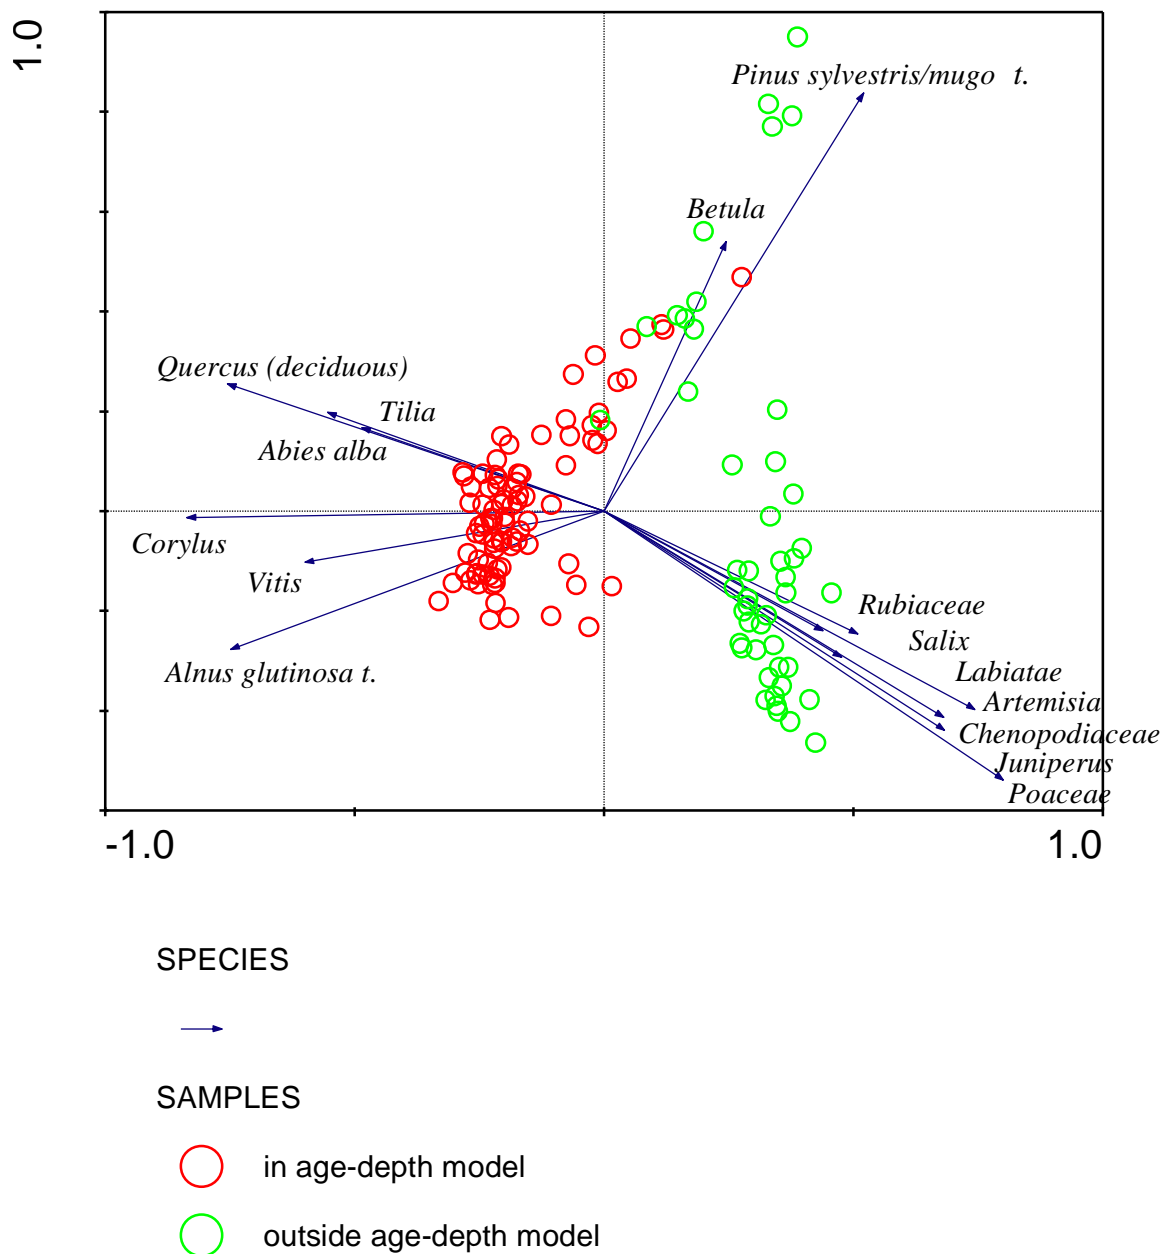 1.0
Pinus sylvestris/mugo t.
Betula
Quercus (deciduous)
Tilia
Abies alba
Corylus
Vitis
Alnus glutinosa t.
Rubiaceae
Salix
Labiatae
Artemisia
Chenopodiaceae
Juniperus
Poaceae
-1.0 1.0
SPECIES
SAMPLES
in age-depth model
outside age-depth model